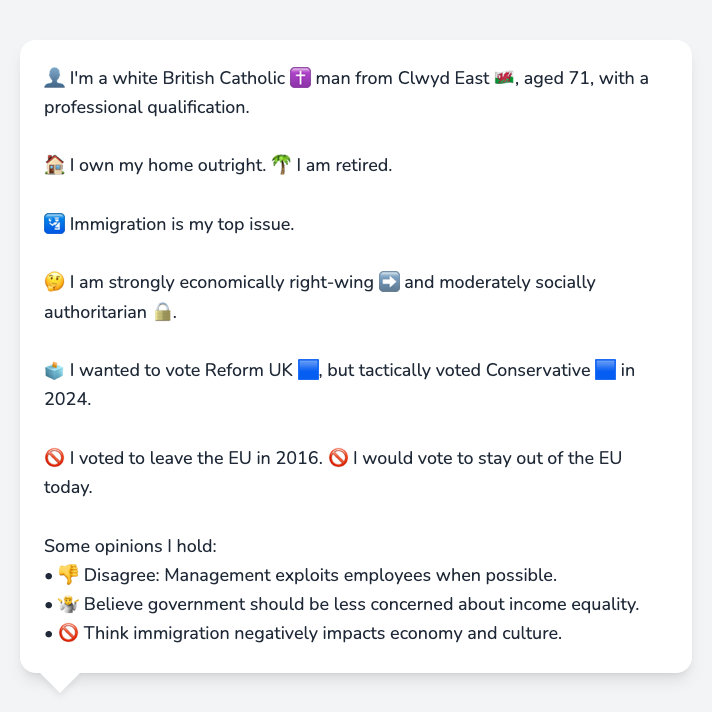 👤 I'm a white British Catholic ✝️ man from Clwyd East 🏴󠁧󠁢󠁷󠁬󠁳󠁿, aged 71, with a
professional qualification.
🏠 I own my home outright. 🌴 I am retired.
🛂 Immigration is my top issue.
🤔 I am strongly economically right-wing ➡️ and moderately socially
authoritarian 🔒.
🗳️ I wanted to vote Reform UK 🟦, but tactically voted Conservative 🟦 in
2024.
🚫 I voted to leave the EU in 2016. 🚫 I would vote to stay out of the EU
today.
Some opinions I hold:
• 👎 Disagree: Management exploits employees when possible.
• 🤷 Believe government should be less concerned about income equality.
• 🚫 Think immigration negatively impacts economy and culture.